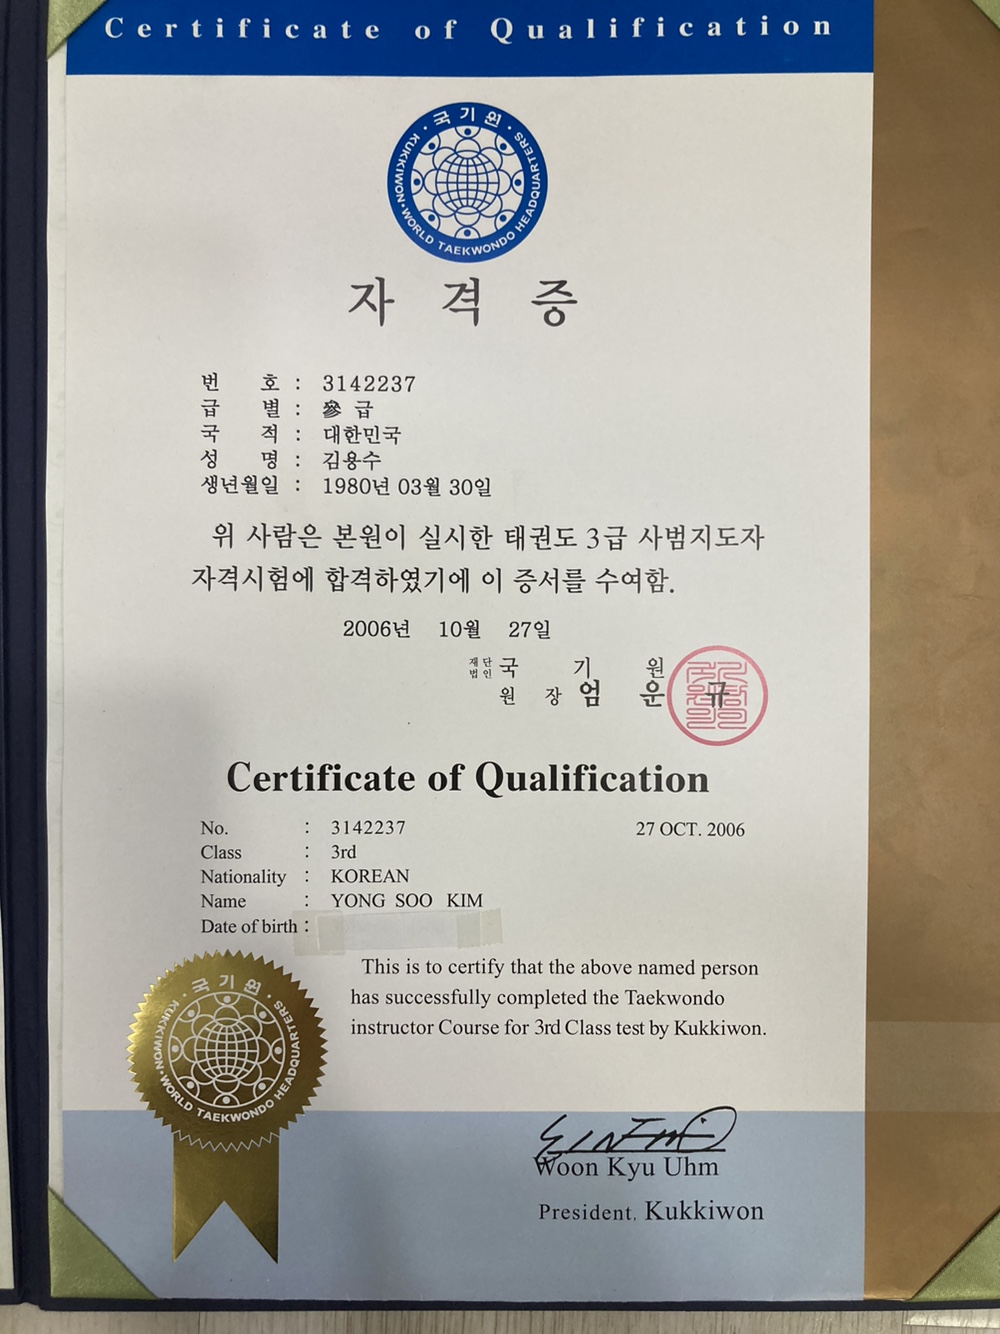 Certificate of Qualification
국기원
KUKKIWON·WORLD TAEKWONDO HEADQUARTERS
자 격 증
번 호 : 3142237
급 별 : 參 급
국 적 : 대한민국
성 명 : 김용수
생년월일 : 1980년 03월 30일
위 사람은 본원이 실시한 태권도 3급 사범지도자
자격시험에 합격하였기에 이 증서를 수여함.
2006년 10월 27일
재단법인 국 기 원
원 장 엄 운 규
Certificate of Qualification
No. : 3142237 27 OCT. 2006
Class : 3rd
Nationality : KOREAN
Name : YONG SOO KIM
Date of birth :
This is to certify that the above named person
has successfully completed the Taekwondo
instructor Course for 3rd Class test by Kukkiwon.
국기원
KUKKIWON·WORLD TAEKWONDO HEADQUARTERS
Woon Kyu Uhm
President, Kukkiwon